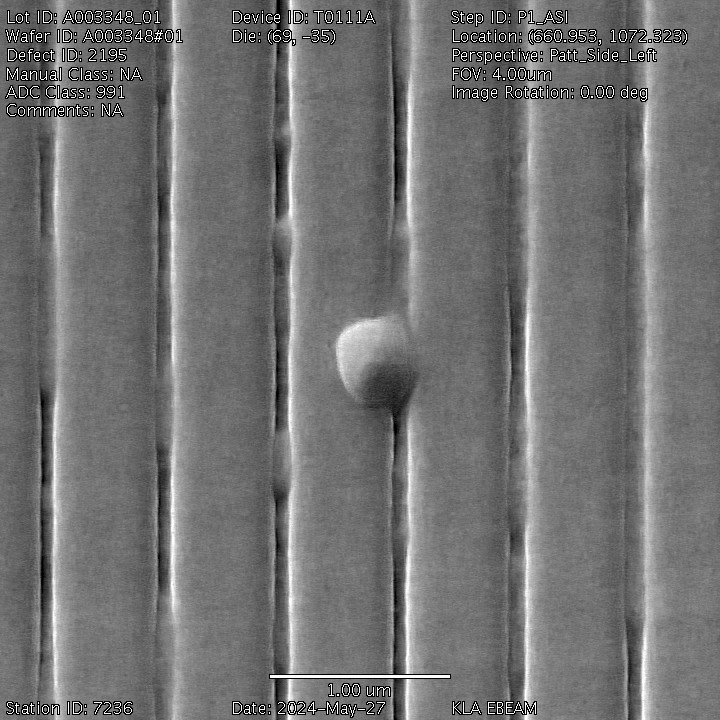 Lot ID: A003348_01 Device ID: T0111A Step ID: P1_ASI
Wafer ID: A003348#01 Die: (69, -35) Location: (660.953, 1072.323)
Defect ID: 2195 Perspective: Patt_Side_Left
Manual Class: NA FOV: 4.00um
ADC Class: 991 Image Rotation: 0.00 deg
Comments: NA
1.00 um
Station ID: 7236 Date: 2024-May-27 KLA EBEAM